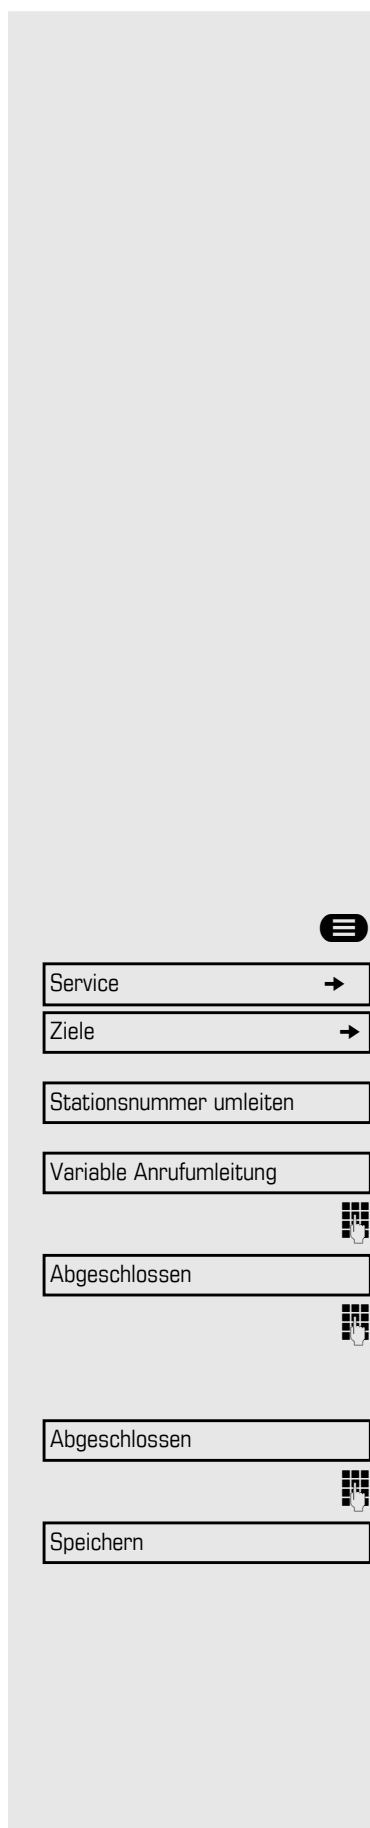 Service
Ziele
Stationsnummer umleiten
Variable Anrufumleitung
Abgeschlossen
Abgeschlossen
Speichern